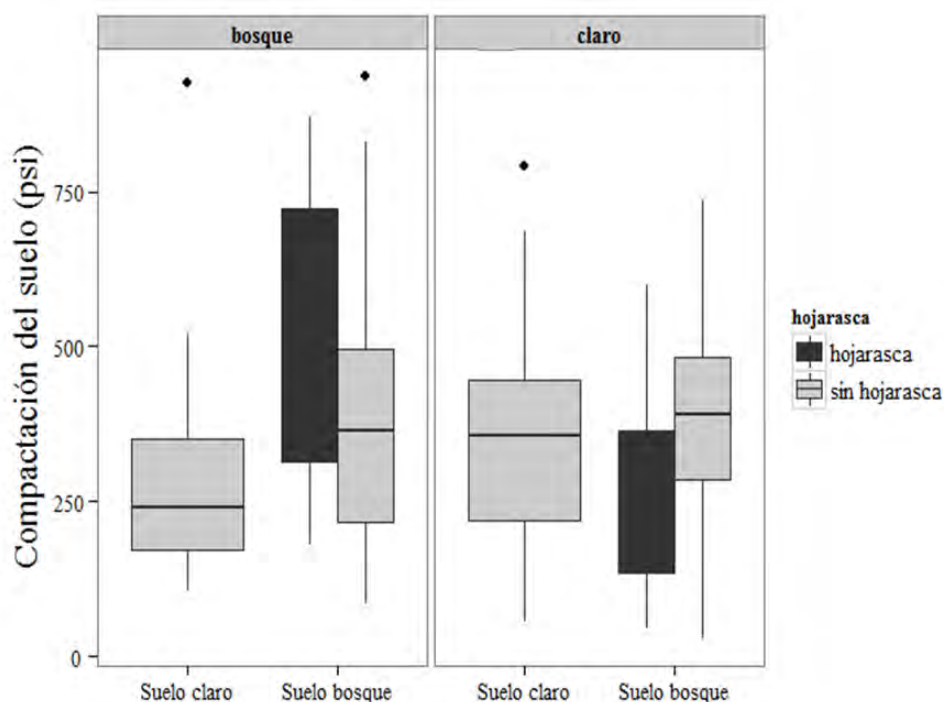 bosque
claro
Compactación del suelo (psi)
750
500
250
0
Suelo claro
Suelo bosque
Suelo claro
Suelo bosque
hojarasca
hojarasca
sin hojarasca